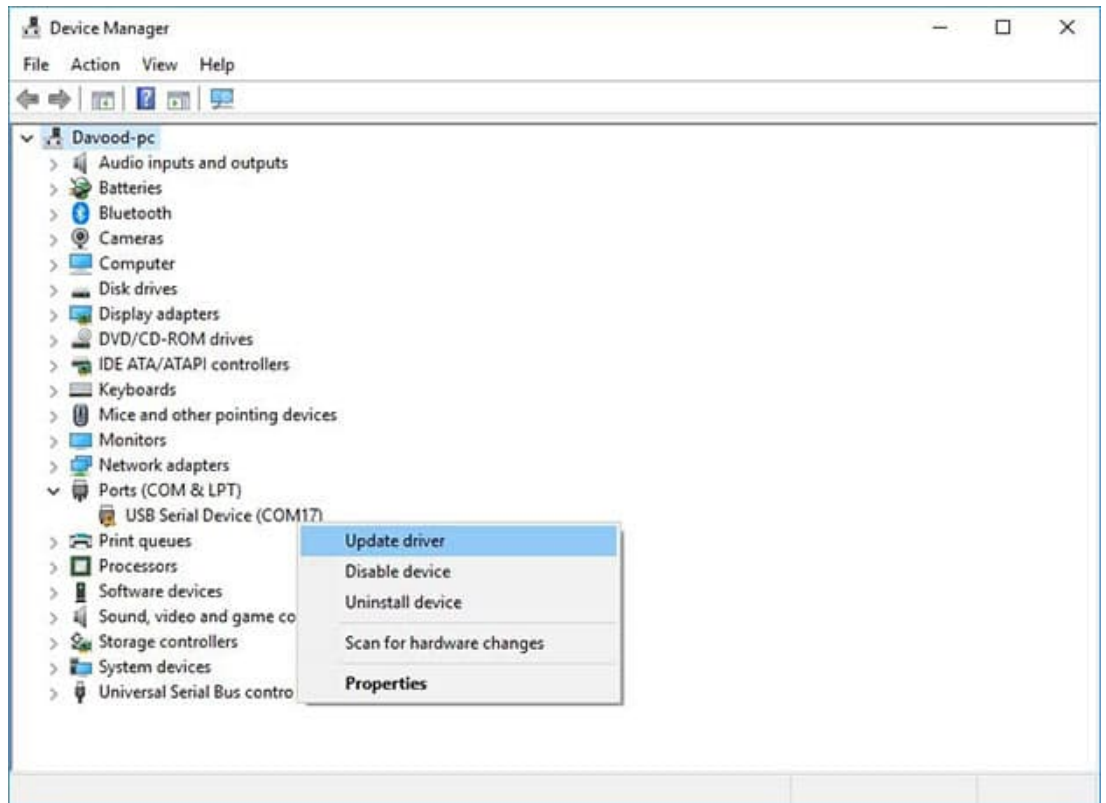 Device Manager
File Action View Help
Davood-pc
Audio inputs and outputs
Batteries
Bluetooth
Cameras
Computer
Disk drives
Display adapters
DVD/CD-ROM drives
IDE ATA/ATAPI controllers
Keyboards
Mice and other pointing devices
Monitors
Network adapters
Ports (COM & LPT)
USB Serial Device (COM17)
Print queues
Processors
Software devices
Sound, video and game co
Storage controllers
System devices
Universal Serial Bus contro
Update driver
Disable device
Uninstall device
Scan for hardware changes
Properties